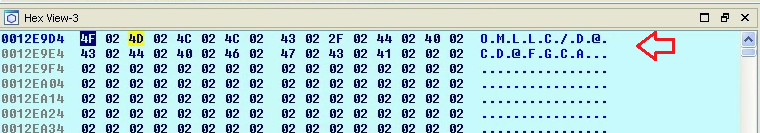 Hex View-3
0012E9D4 4F 02 4D 02 4C 02 4C 02 43 02 2F 02 44 02 40 02 O.M.L.L.C./.D.@.
0012E9E4 43 02 44 02 40 02 46 02 47 02 43 02 41 02 02 02 C.D.@.F.G.C.A...
0012E9F4 02 02 02 02 02 02 02 02 02 02 02 02 02 02 02 02 ................
0012EA04 02 02 02 02 02 02 02 02 02 02 02 02 02 02 02 02 ................
0012EA14 02 02 02 02 02 02 02 02 02 02 02 02 02 02 02 02 ................
0012EA24 02 02 02 02 02 02 02 02 02 02 02 02 02 02 02 02 ................
0012EA34 02 02 02 02 02 02 02 02 02 02 02 02 02 02 02 02 ................